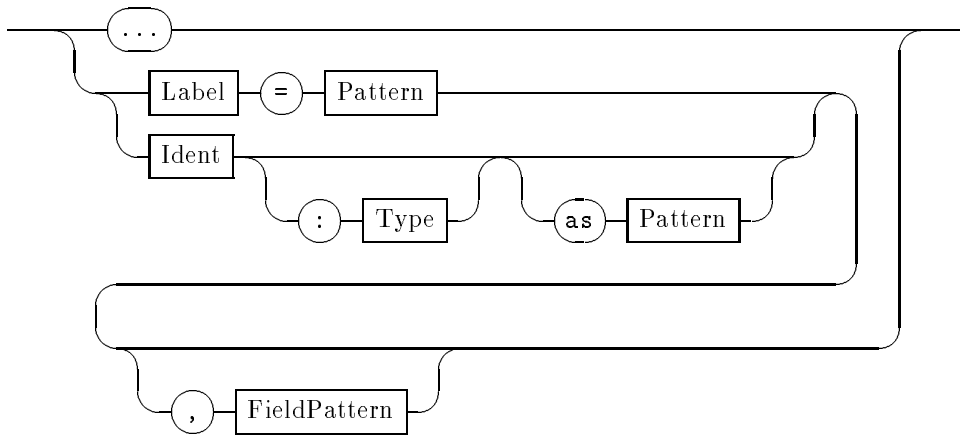 ...
Label = Pattern
Ident
: Type as Pattern
, FieldPattern